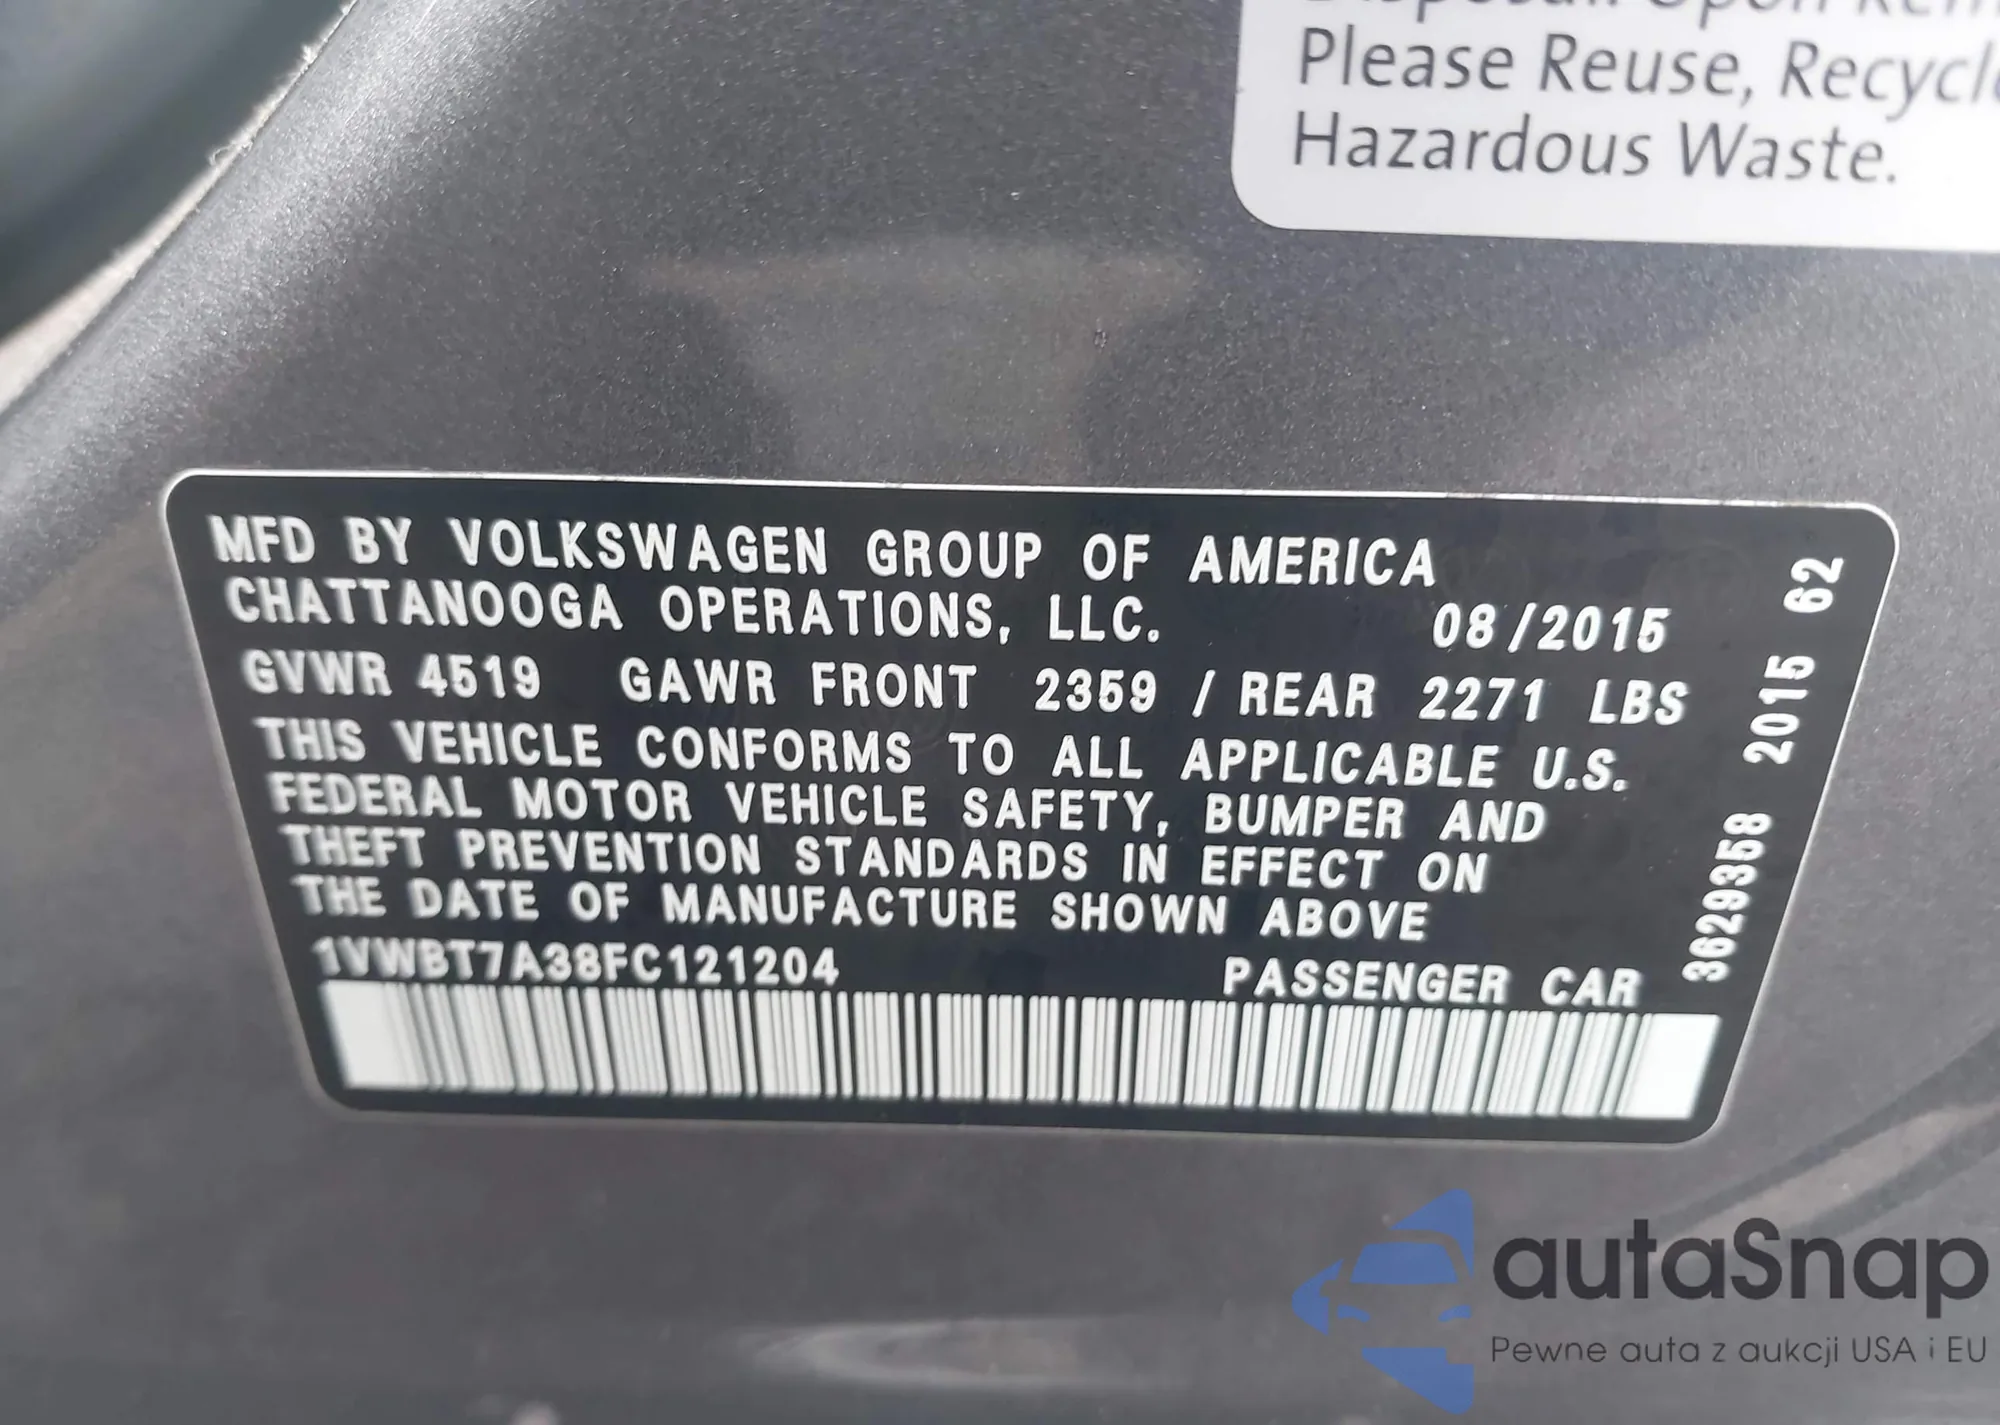 Please Reuse, Recycle
Hazardous Waste.
MFD BY VOLKSWAGEN GROUP OF AMERICA
CHATTANOOGA OPERATIONS, LLC. 08/2015
GVWR 4519 GAWR FRONT 2359 / REAR 2271 LBS
THIS VEHICLE CONFORMS TO ALL APPLICABLE U.S.
FEDERAL MOTOR VEHICLE SAFETY, BUMPER AND
THEFT PREVENTION STANDARDS IN EFFECT ON
THE DATE OF MANUFACTURE SHOWN ABOVE
1VWBT7A38FC121204 PASSENGER CAR
3629358 2015 62
autaSnap
Pewne auta z aukcji USA i EU